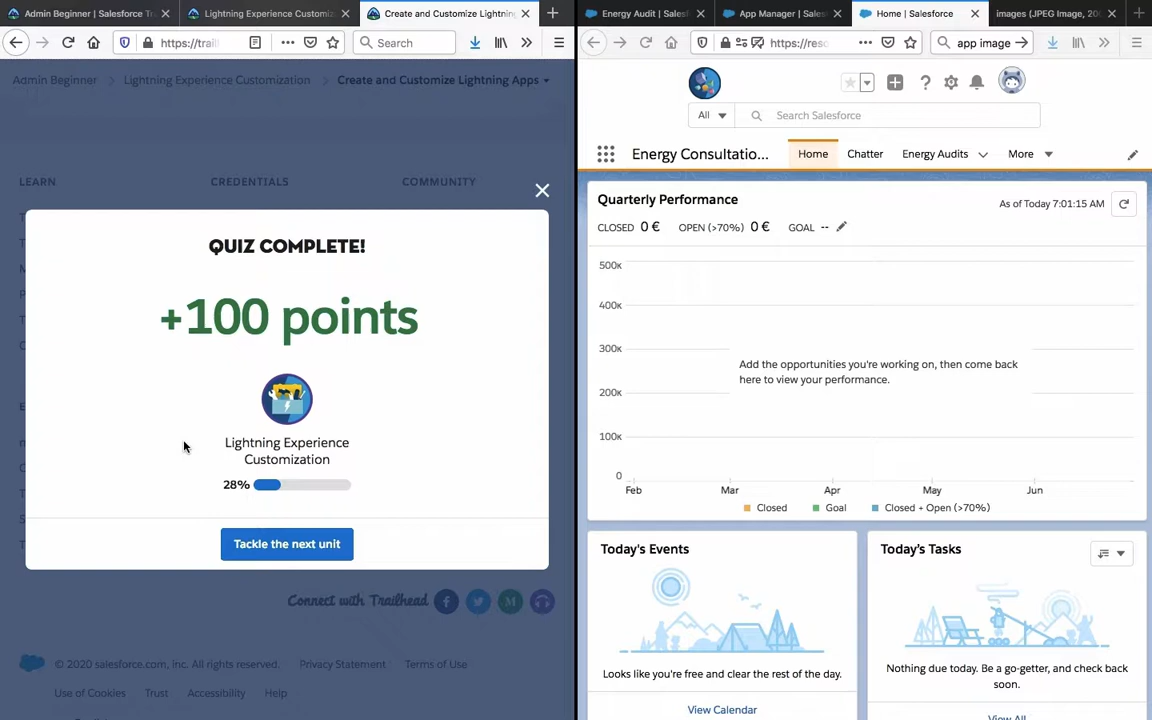 Admin Beginner | Salesforce Tr
Lightning Experience Customiz
Create and Customize Lightning
https://trail
Search
Admin Beginner
Lightning Experience Customization
Create and Customize Lightning Apps
LEARN
CREDENTIALS
COMMUNITY
QUIZ COMPLETE!
+100 points
Lightning Experience
Customization
28%
Tackle the next unit
Connect with Trailhead
© 2020 salesforce.com, inc. All rights reserved.
Privacy Statement
Terms of Use
Use of Cookies
Trust
Accessibility
Help
Energy Audit | Salesf
App Manager | Salesf
Home | Salesforce
images (JPEG Image, 20
https://reso
app image
All
Search Salesforce
Energy Consultatio...
Home
Chatter
Energy Audits
More
Quarterly Performance
As of Today 7:01:15 AM
CLOSED 0 € OPEN (>70%) 0 € GOAL --
500K
400K
300K
200K
100K
0
Add the opportunities you're working on, then come back
here to view your performance.
Feb
Mar
Apr
May
Jun
Closed
Goal
Closed + Open (>70%)
Today's Events
Looks like you're free and clear the rest of the day.
View Calendar
Today's Tasks
Nothing due today. Be a go-getter, and check back
soon.
View All